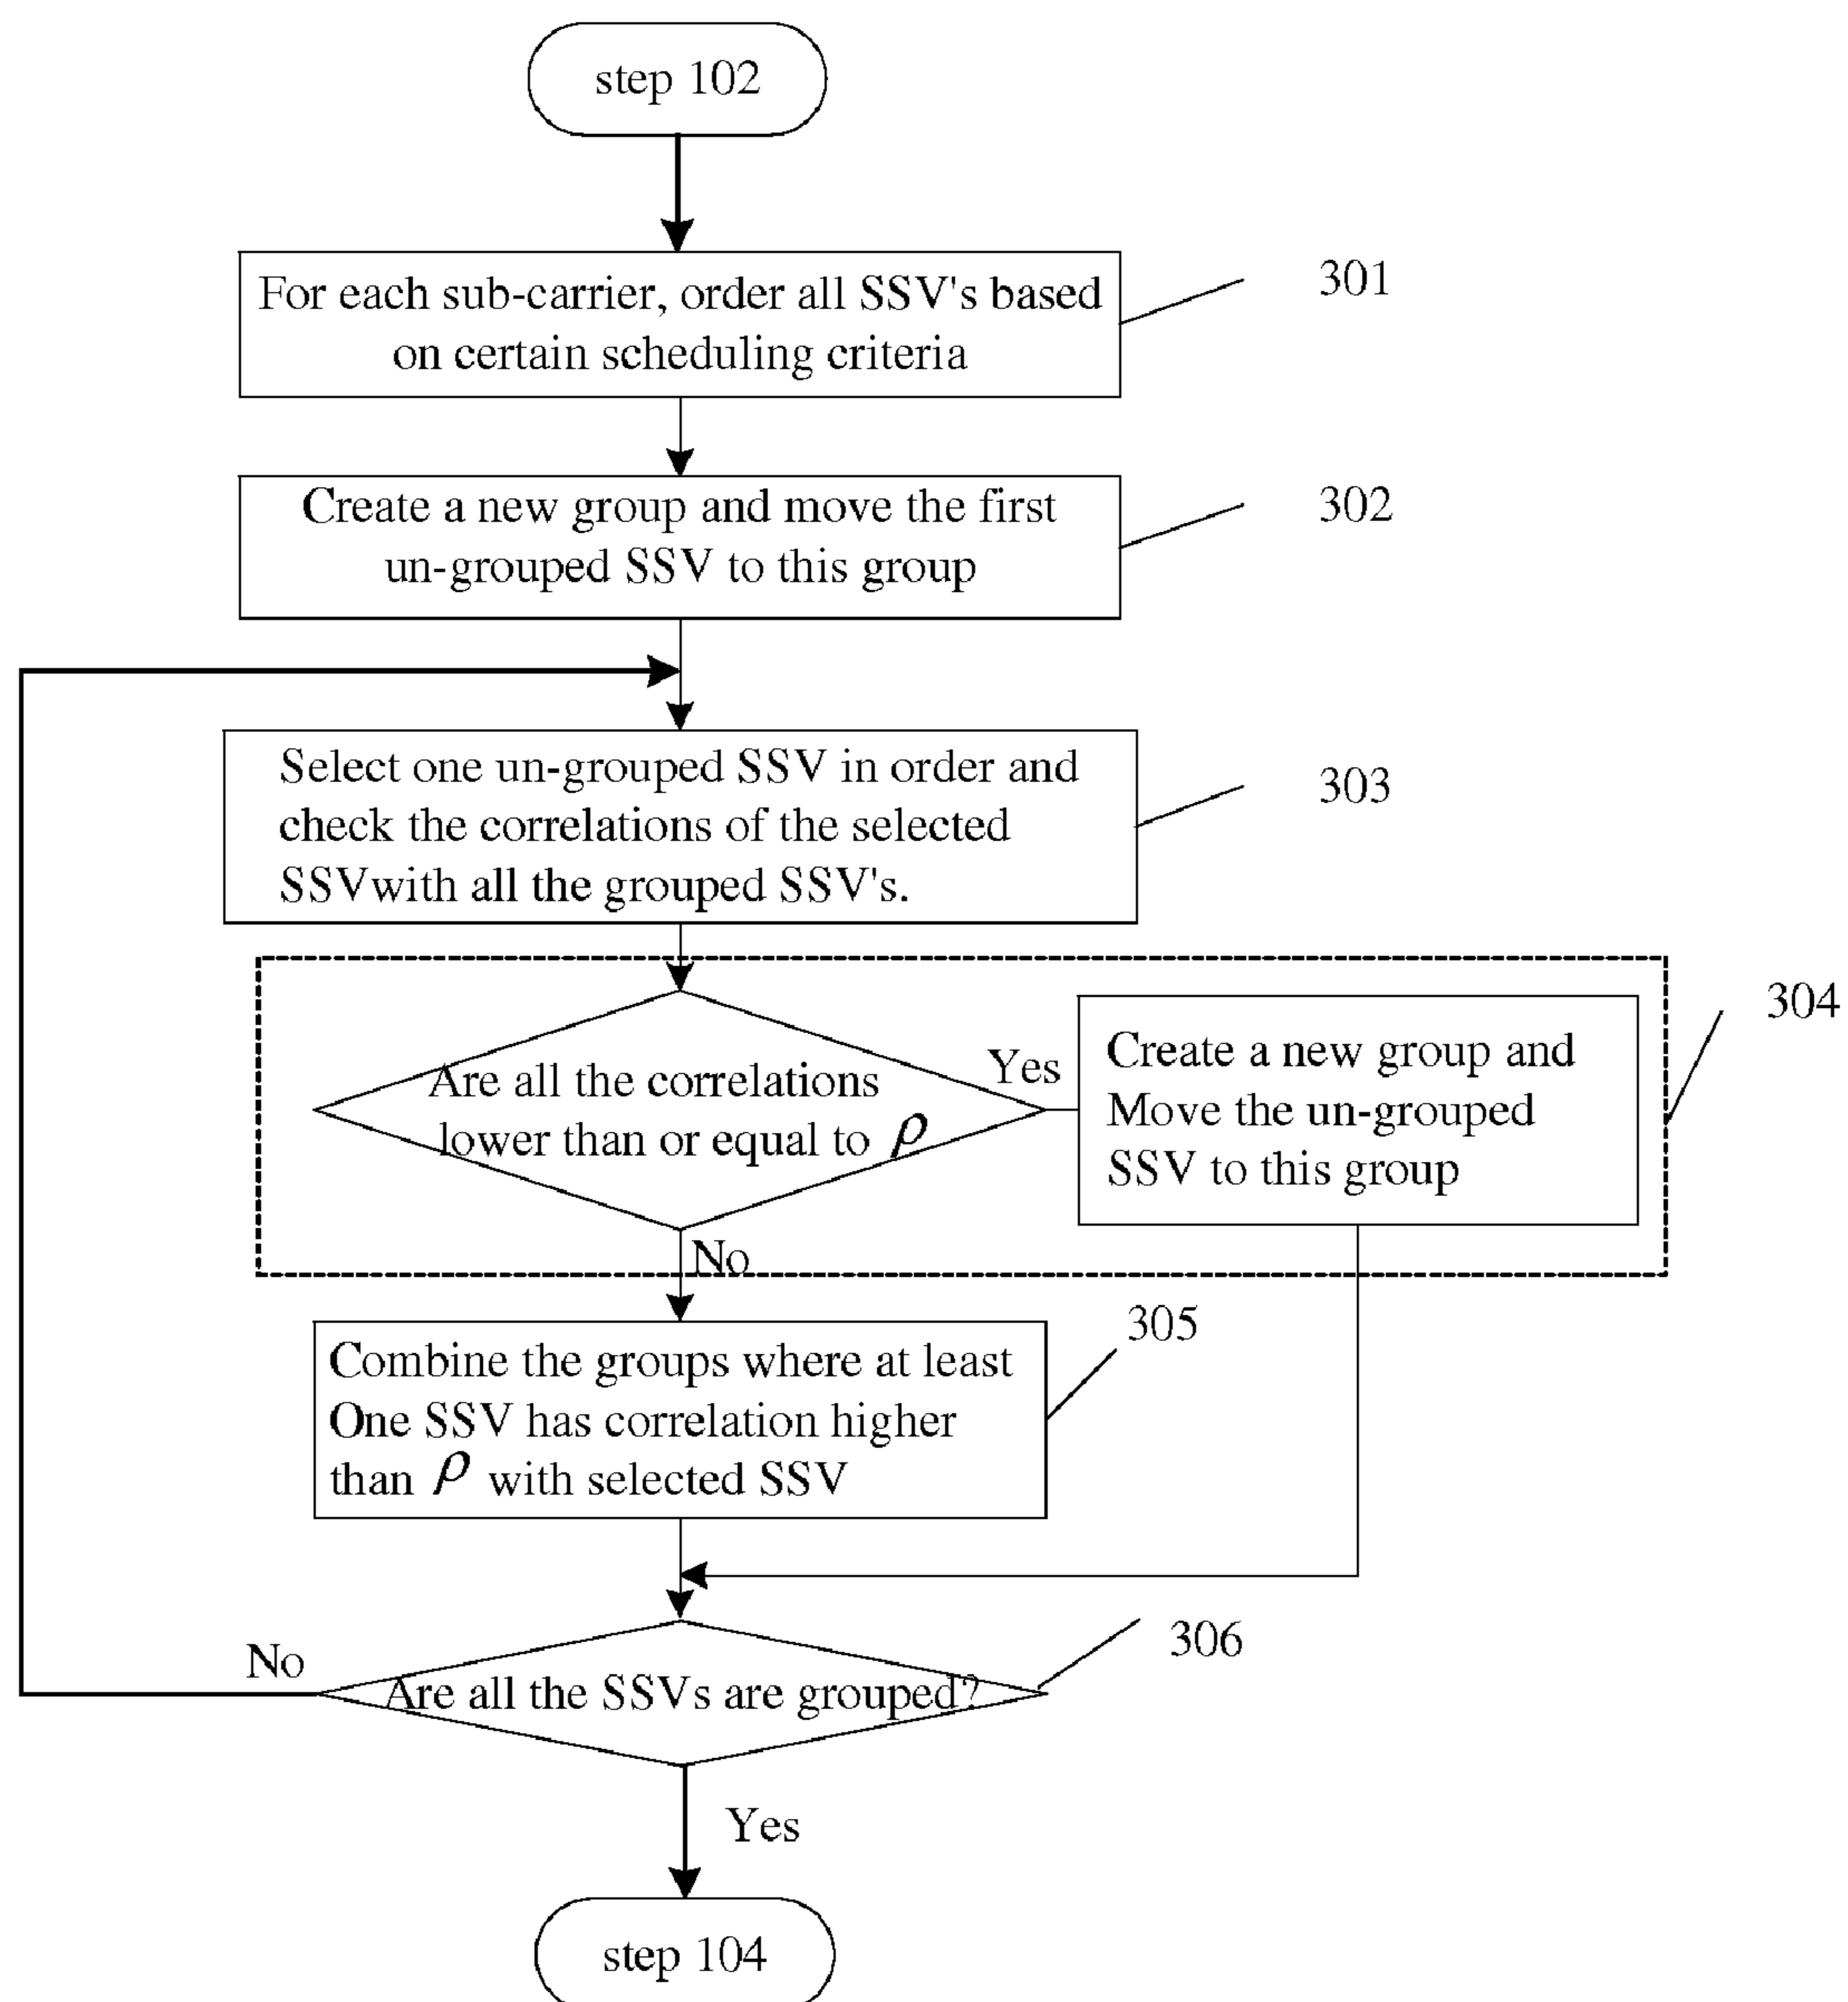 step 102
For each sub-carrier, order all SSV's based
on certain scheduling criteria
301
Create a new group and move the first
un-grouped SSV to this group
302
Select one un-grouped SSV in order and
check the correlations of the selected
SSVwith all the grouped SSV's.
303
304
Are all the correlations
lower than or equal to ρ
Yes
Create a new group and
Move the un-grouped
SSV to this group
No
305
Combine the groups where at least
One SSV has correlation higher
than ρ with selected SSV
306
No
Are all the SSVs are grouped?
Yes
step 104